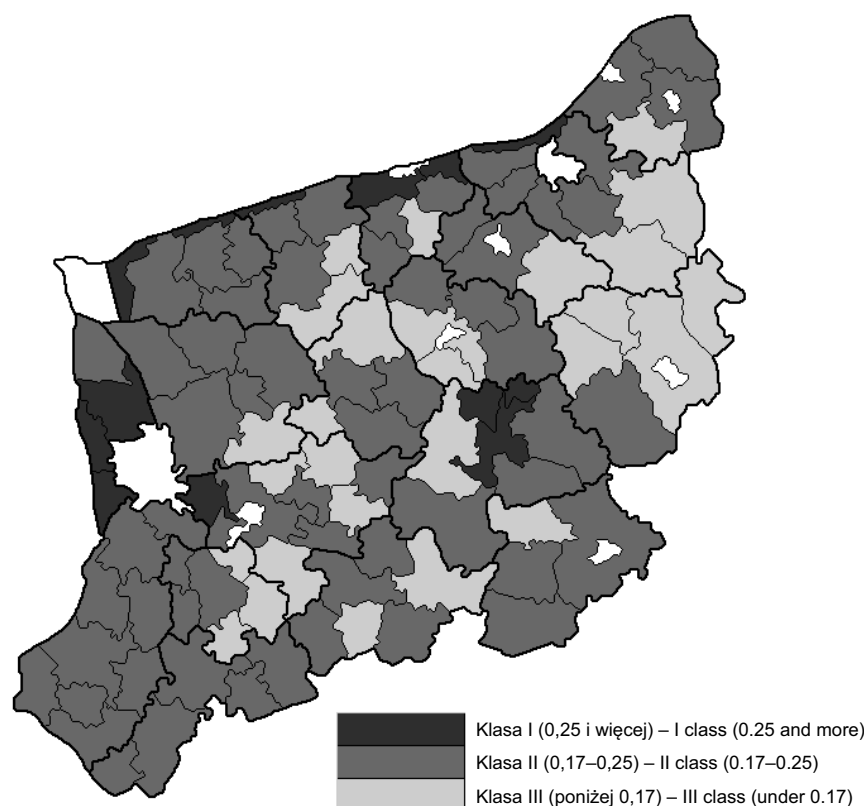 Klasa I (0,25 i więcej) – I class (0.25 and more)
Klasa II (0,17–0,25) – II class (0.17–0.25)
Klasa III (poniżej 0,17) – III class (under 0.17)